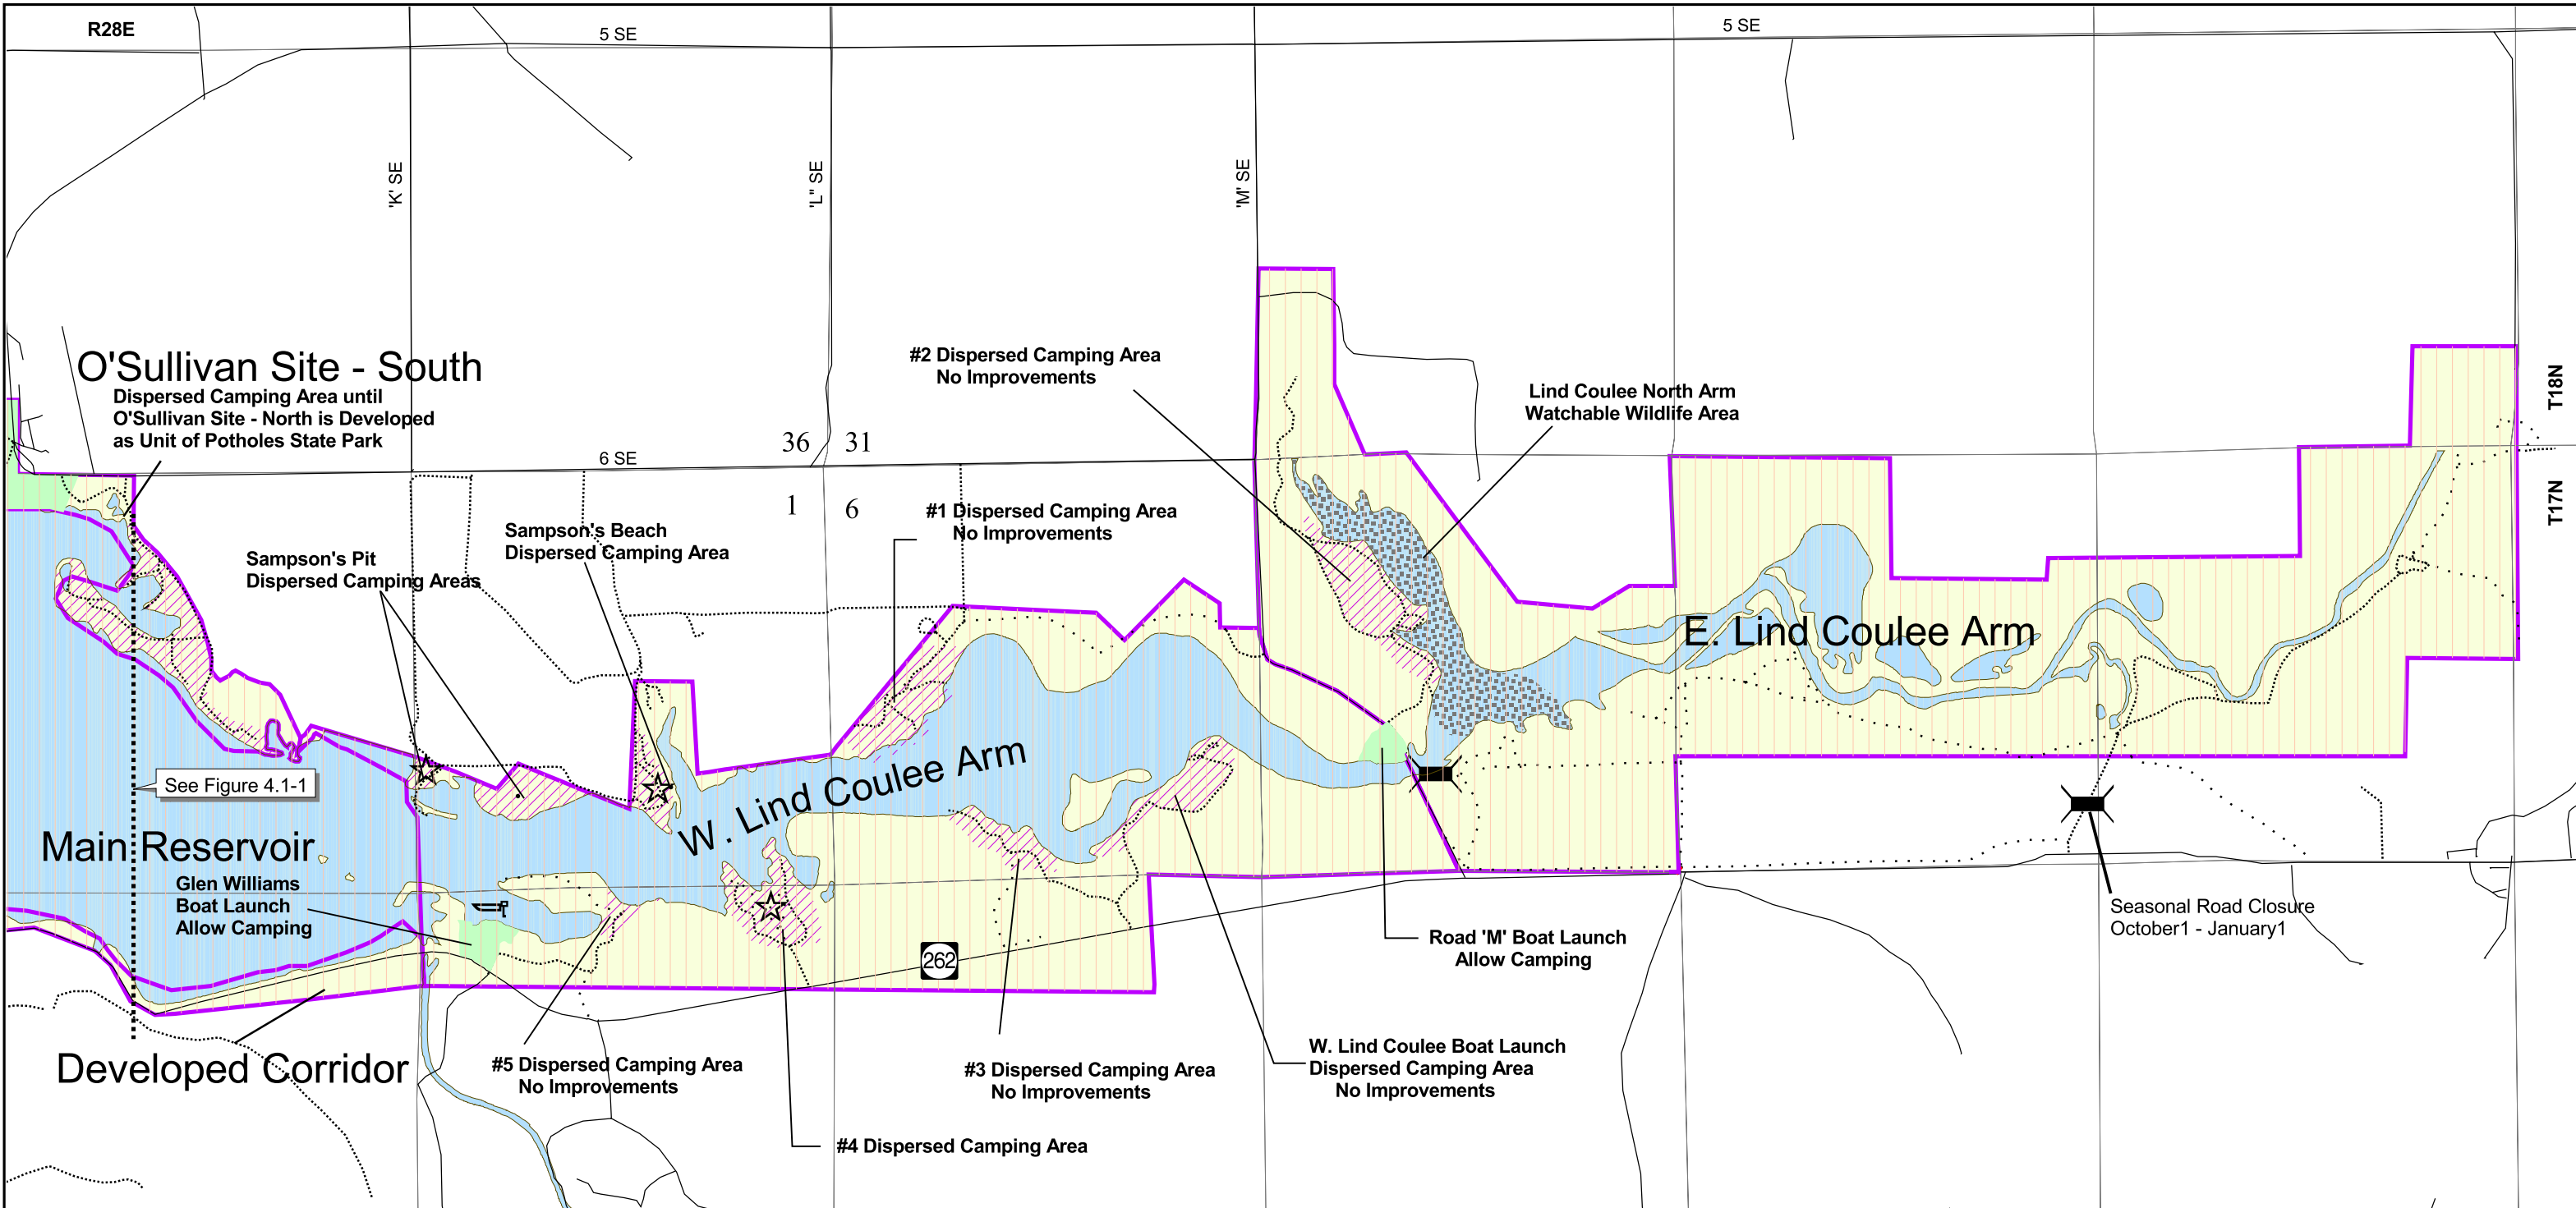 R28E
5 SE
5 SE
'K' SE
'L" SE
'M' SE
O'Sullivan Site - South
Dispersed Camping Area until
O'Sullivan Site - North is Developed
as Unit of Potholes State Park
#2 Dispersed Camping Area
No Improvements
Lind Coulee North Arm
Watchable Wildlife Area
T18N
T17N
36
31
6 SE
1
6
#1 Dispersed Camping Area
No Improvements
Sampson's Beach
Dispersed Camping Area
Sampson's Pit
Dispersed Camping Areas
E. Lind Coulee Arm
W. Lind Coulee Arm
See Figure 4.1-1
Main Reservoir
Glen Williams
Boat Launch
Allow Camping
262
Road 'M' Boat Launch
Allow Camping
Seasonal Road Closure
October1 - January1
Developed Corridor
#5 Dispersed Camping Area
No Improvements
#3 Dispersed Camping Area
No Improvements
W. Lind Coulee Boat Launch
Dispersed Camping Area
No Improvements
#4 Dispersed Camping Area